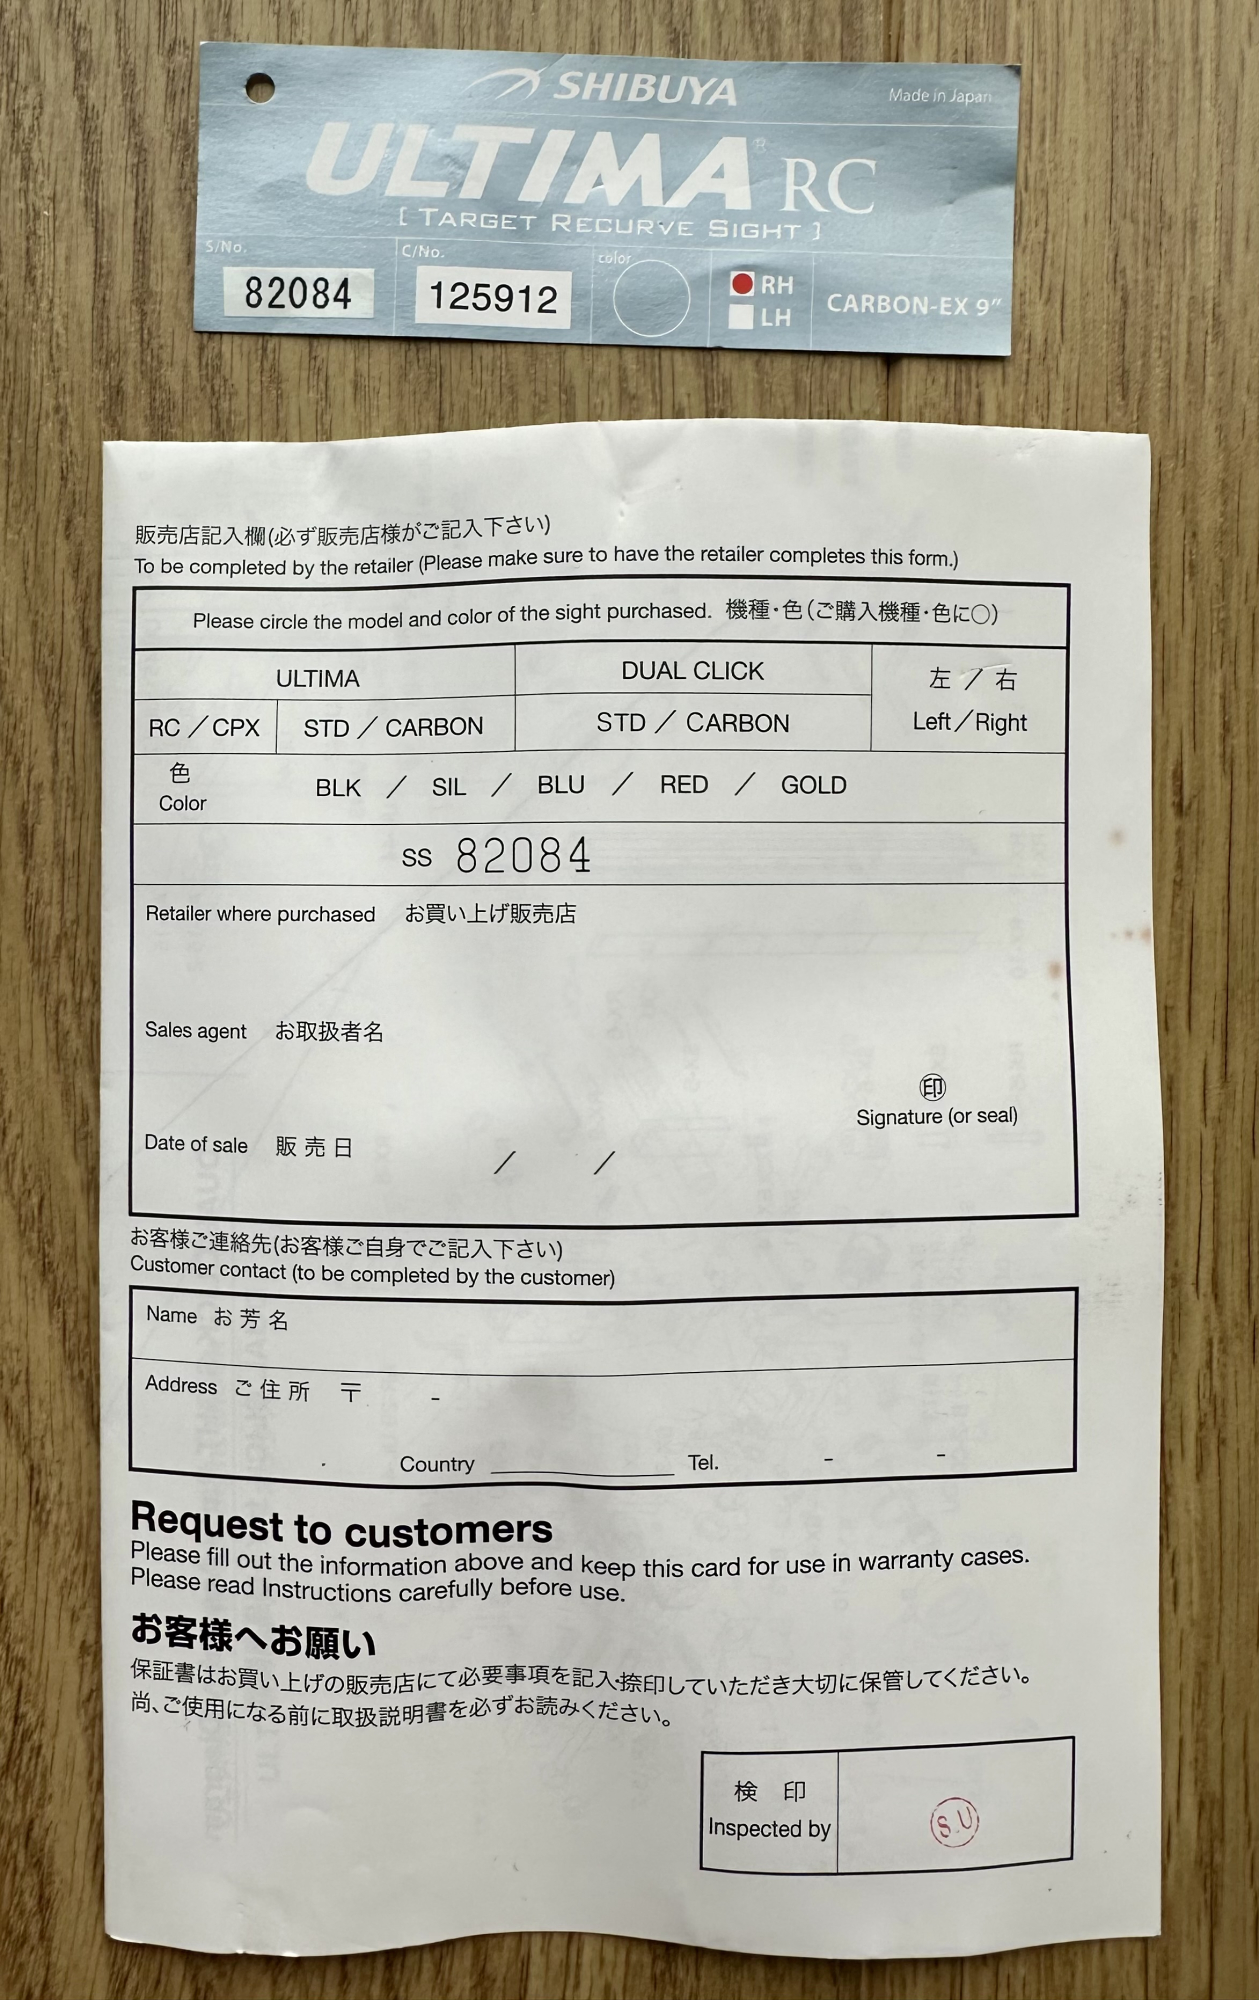 SHIBUYA
Made in Japan
ULTIMA® RC
[ TARGET RECURVE SIGHT ]
S/No.
82084
C/No.
125912
color
RH
LH
CARBON-EX 9"
販売店記入欄(必ず販売店様がご記入下さい)
To be completed by the retailer (Please make sure to have the retailer completes this form.)
Please circle the model and color of the sight purchased. 機種・色(ご購入機種・色に○)
ULTIMA
DUAL CLICK
左 / 右
Left/Right
RC / CPX
STD / CARBON
STD / CARBON
色
Color
BLK / SIL / BLU / RED / GOLD
SS 82084
Retailer where purchased お買い上げ販売店
Sales agent お取扱者名
㊞
Signature (or seal)
Date of sale 販売日 / /
お客様ご連絡先(お客様ご自身でご記入下さい)
Customer contact (to be completed by the customer)
Name お芳名
Address ご住所 〒 -
Country ________ Tel. - -
Request to customers
Please fill out the information above and keep this card for use in warranty cases.
Please read Instructions carefully before use.
お客様へお願い
保証書はお買い上げの販売店にて必要事項を記入・捺印していただき大切に保管してください。
尚、ご使用になる前に取扱説明書を必ずお読みください。
検 印
Inspected by
S.U